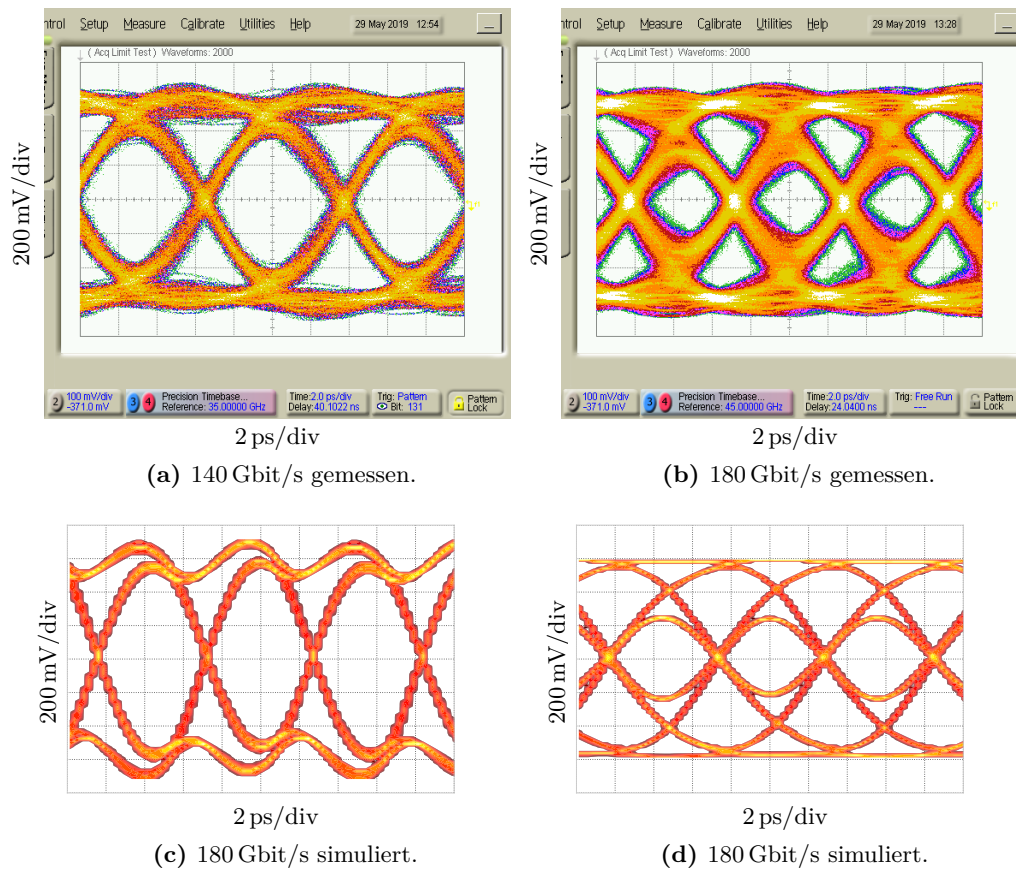 ntrol Setup Measure Calibrate Utilities Help 29 May 2019 12:54
( Acq Limit Test ) Waveforms: 2000
200 mV/div
2 100 mV/div -371.0 mV
3 4 Precision Timebase... Reference: 35.00000 GHz
Time:2.0 ps/div Delay:40.1022 ns
Trig: Pattern Bit: 131
Pattern Lock
2 ps/div
(a) 140 Gbit/s gemessen.
ntrol Setup Measure Calibrate Utilities Help 29 May 2019 13:28
( Acq Limit Test ) Waveforms: 2000
200 mV/div
2 100 mV/div -371.0 mV
3 4 Precision Timebase... Reference: 45.00000 GHz
Time:2.0 ps/div Delay:24.0400 ns
Trig: Free Run ---
Pattern Lock
2 ps/div
(b) 180 Gbit/s gemessen.
200 mV/div
2 ps/div
(c) 180 Gbit/s simuliert.
200 mV/div
2 ps/div
(d) 180 Gbit/s simuliert.